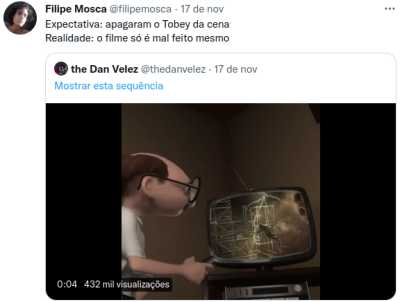 Filipe Mosca @filipemosca · 17 de nov
Expectativa: apagaram o Tobey da cena
Realidade: o filme só é mal feito mesmo
the Dan Velez @thedanvelez · 17 de nov
Mostrar esta sequência
0:04 432 mil visualizações